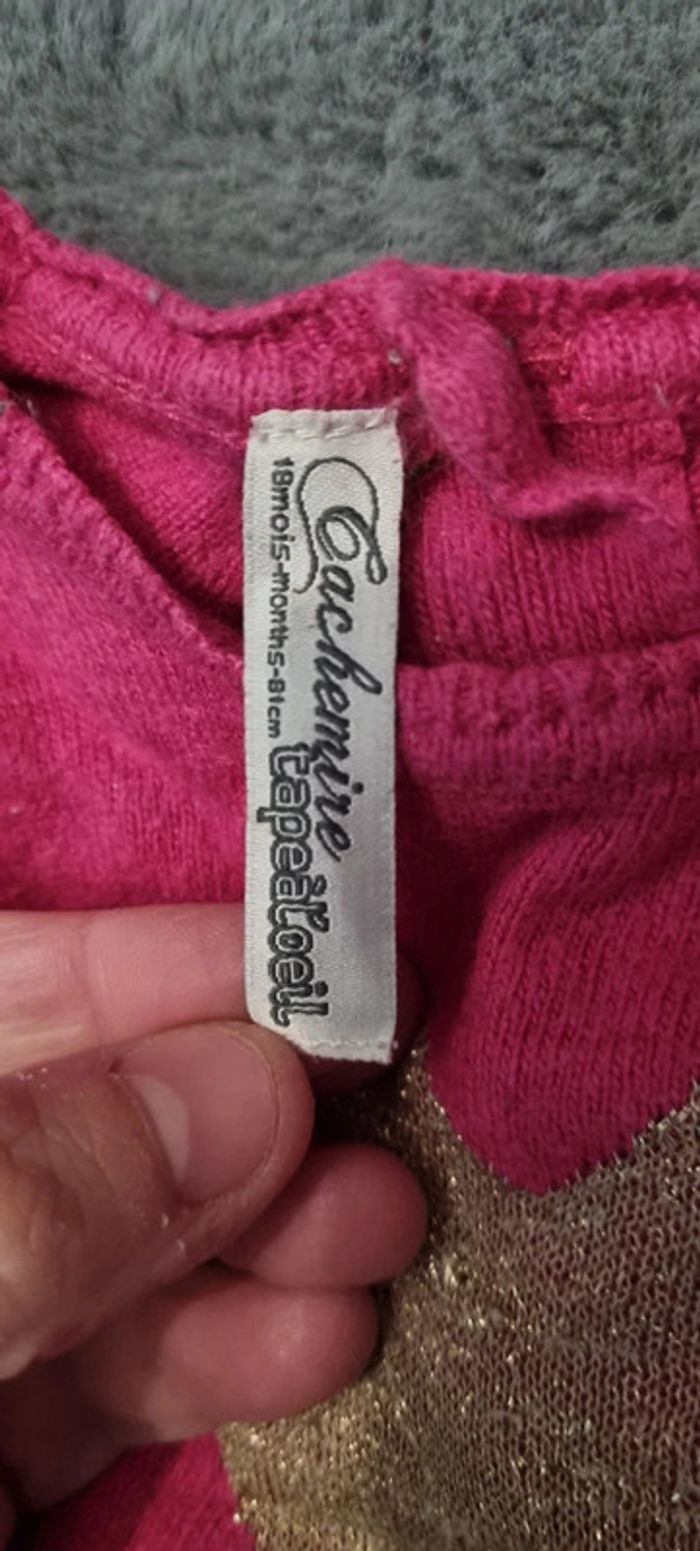 Cachemire
18mois-months-81cm
tapeàl'oeil